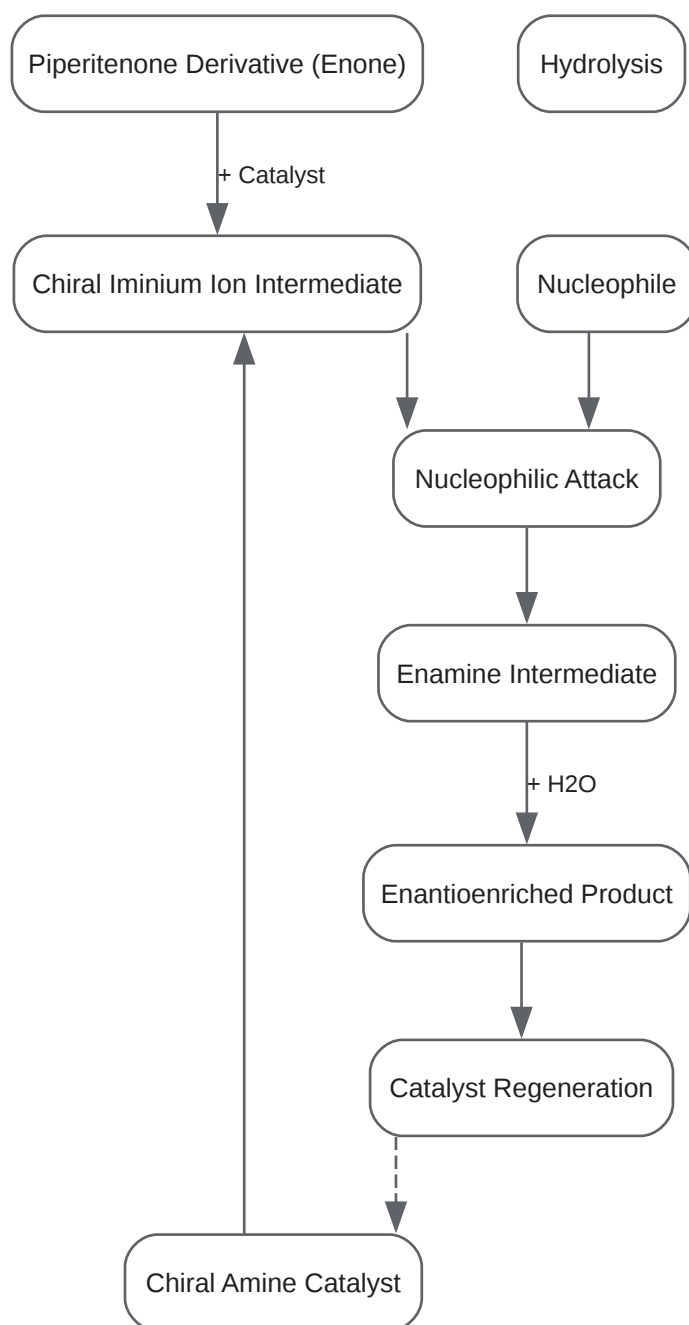 Piperitenone Derivative (Enone)
Hydrolysis
+ Catalyst
Chiral Iminium Ion Intermediate
Nucleophile
Nucleophilic Attack
Enamine Intermediate
+ H2O
Enantioenriched Product
Catalyst Regeneration
Chiral Amine Catalyst